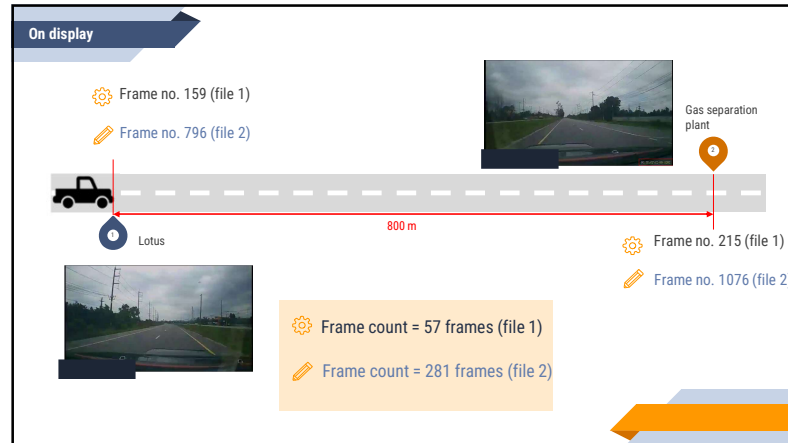 On display
Frame no. 159 (file 1)
Frame no. 796 (file 2)
Gas separation
plant
2
800 m
1
Lotus
Frame no. 215 (file 1)
Frame no. 1076 (file 2
Frame count = 57 frames (file 1)
Frame count = 281 frames (file 2)